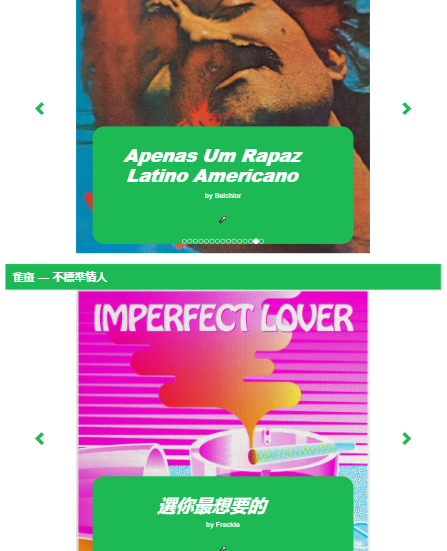 Apenas Um Rapaz
Latino Americano
by Belchior
雀斑 — 不標準情人
IMPERFECT LOVER
選你最想要的
by Freckle